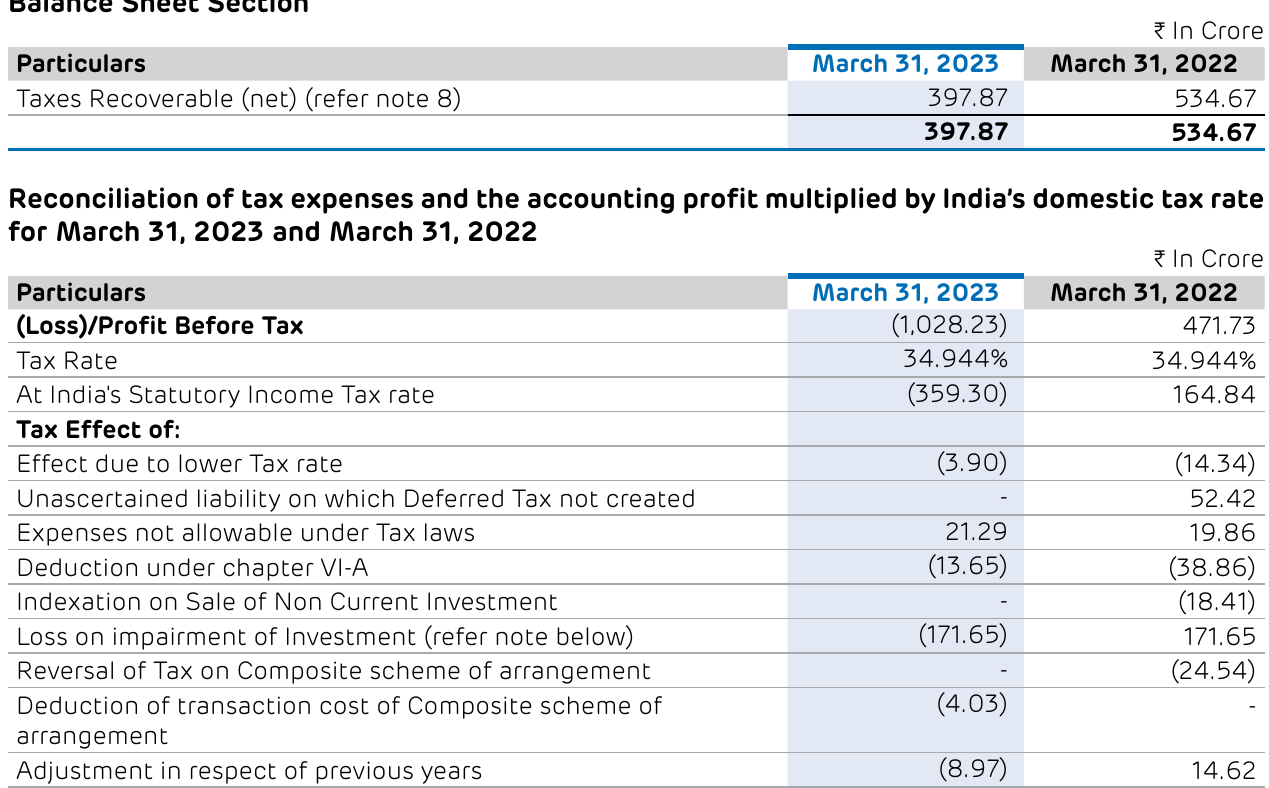 Balance Sheet Section
₹ In Crore
Particulars March 31, 2023 March 31, 2022
Taxes Recoverable (net) (refer note 8) 397.87 534.67
397.87 534.67
Reconciliation of tax expenses and the accounting profit multiplied by India’s domestic tax rate
for March 31, 2023 and March 31, 2022
₹ In Crore
Particulars March 31, 2023 March 31, 2022
(Loss)/Profit Before Tax (1,028.23) 471.73
Tax Rate 34.944% 34.944%
At India's Statutory Income Tax rate (359.30) 164.84
Tax Effect of:
Effect due to lower Tax rate (3.90) (14.34)
Unascertained liability on which Deferred Tax not created - 52.42
Expenses not allowable under Tax laws 21.29 19.86
Deduction under chapter VI-A (13.65) (38.86)
Indexation on Sale of Non Current Investment - (18.41)
Loss on impairment of Investment (refer note below) (171.65) 171.65
Reversal of Tax on Composite scheme of arrangement - (24.54)
Deduction of transaction cost of Composite scheme of (4.03) -
arrangement
Adjustment in respect of previous years (8.97) 14.62